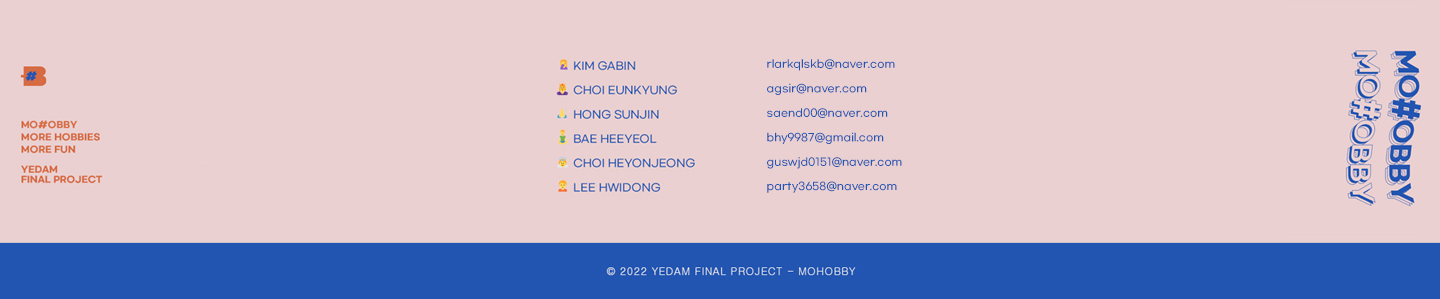 #B
MO#OBBY
MORE HOBBIES
MORE FUN
YEDAM
FINAL PROJECT
KIM GABIN rlarkqlskb@naver.com
CHOI EUNKYUNG agsir@naver.com
HONG SUNJIN saend00@naver.com
BAE HEEYEOL bhy9987@gmail.com
CHOI HEYONJEONG guswjd0151@naver.com
LEE HWIDONG party3658@naver.com
MO#OBBY
MO#OBBY
© 2022 YEDAM FINAL PROJECT – MOHOBBY